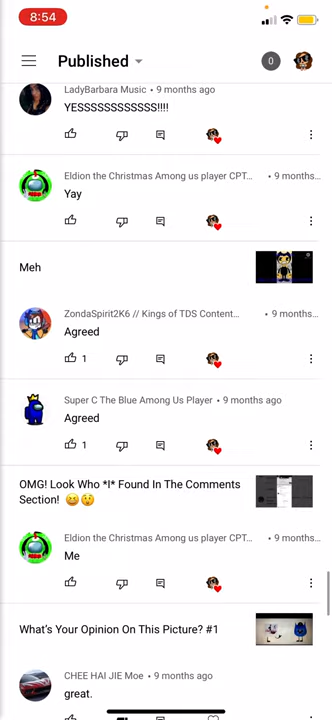 8:54
Published
0
LadyBarbara Music • 9 months ago
YESSSSSSSSSSSS!!!!
Eldion the Christmas Among us player CPT... • 9 months...
Yay
Meh
ZondaSpirit2K6 // Kings of TDS Content... • 9 months...
Agreed
1
Super C The Blue Among Us Player • 9 months ago
Agreed
1
OMG! Look Who *I* Found In The Comments
Section! 😆😲
Eldion the Christmas Among us player CPT... • 9 months...
Me
What's Your Opinion On This Picture? #1
CHEE HAI JIE Moe • 9 months ago
great.